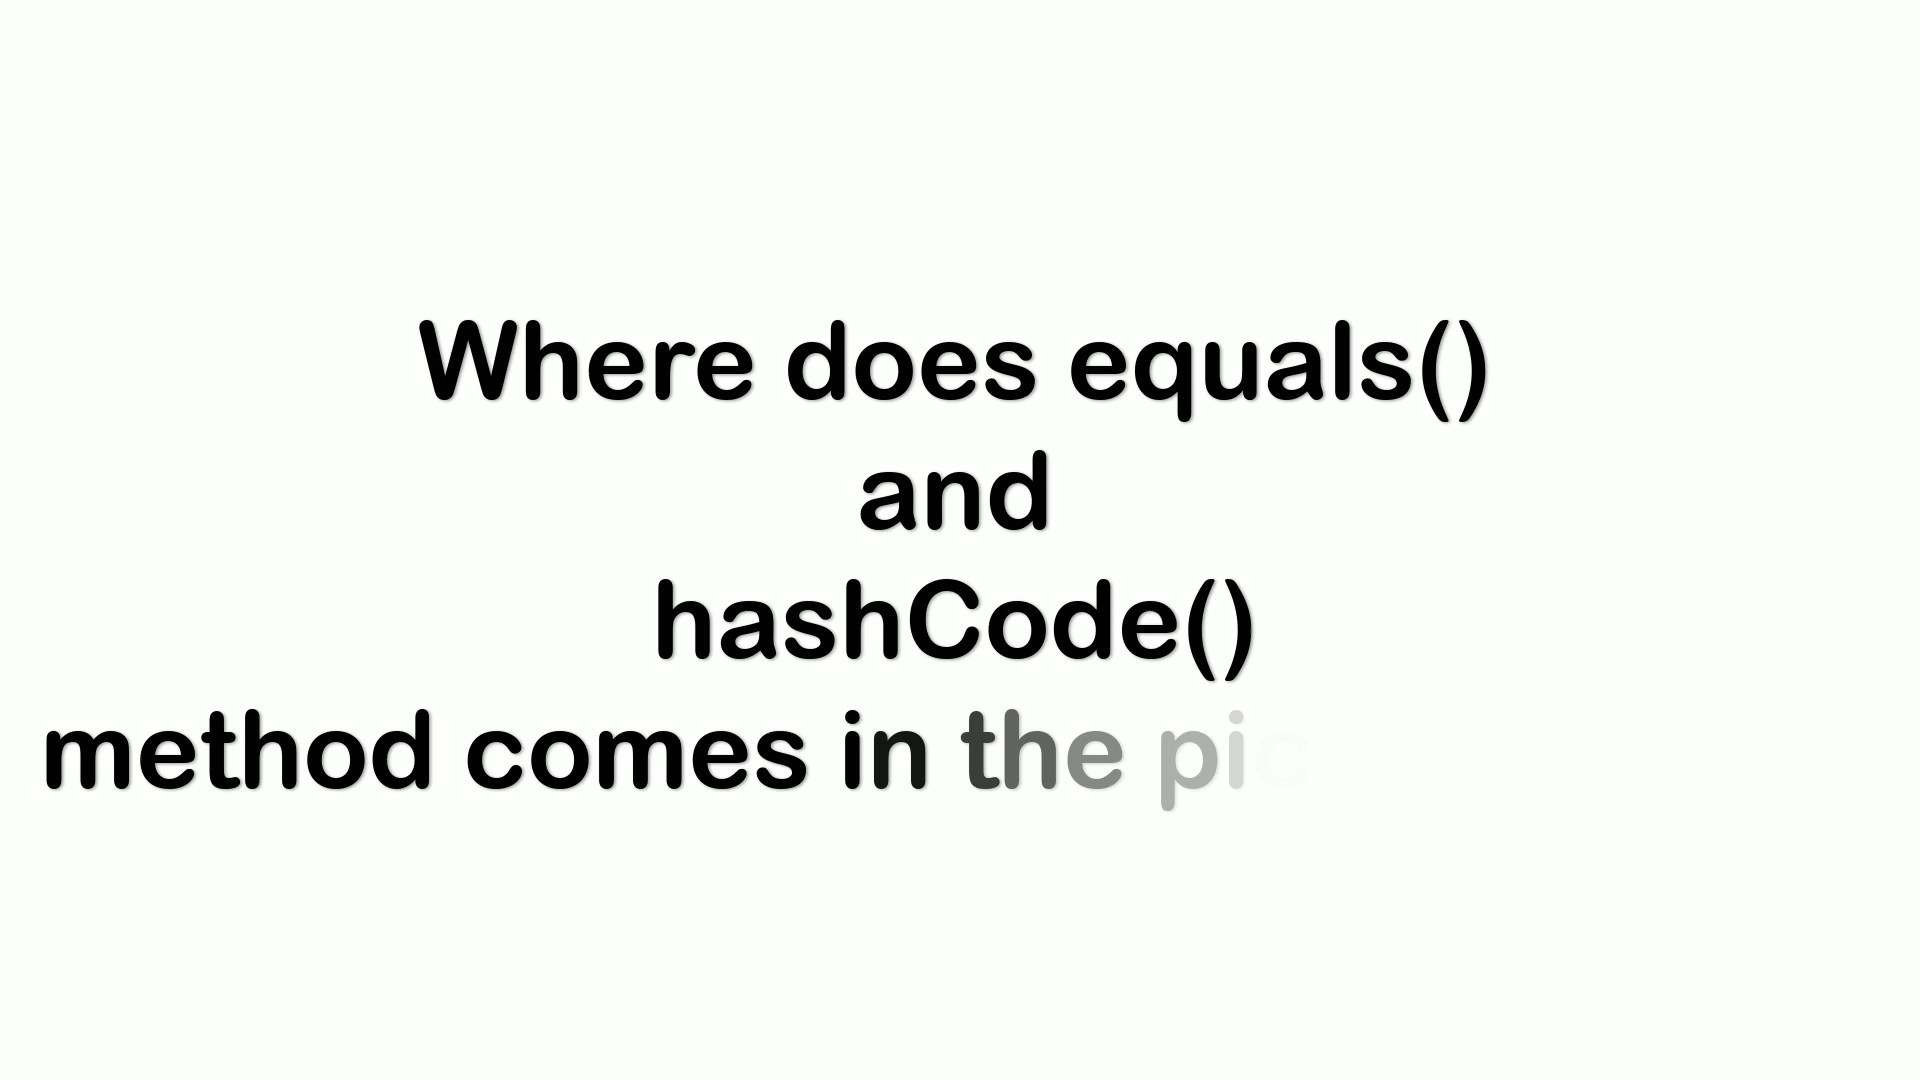 Where does equals()
and
hashCode()
method comes in the pic